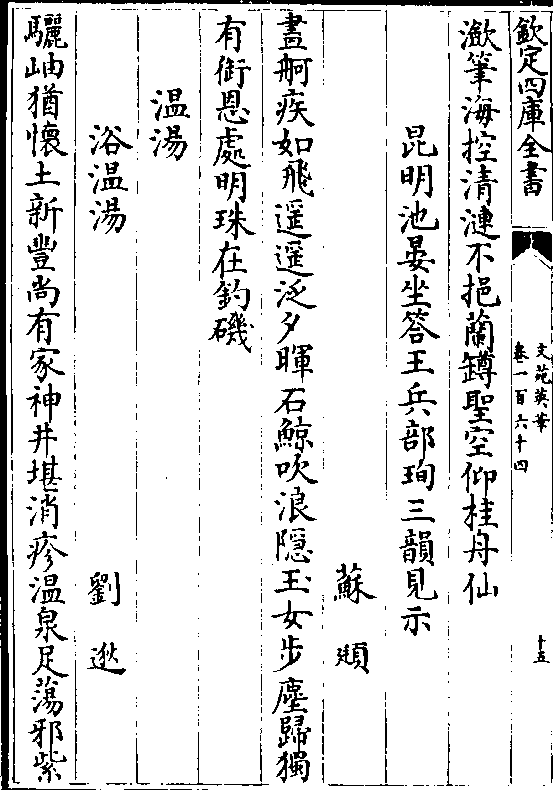 欽定四庫全書
文苑英華
卷一百六十四
十五
澂筆海控清漣不挹蘭罇聖空仰桂舟仙
昆明池晏坐答王兵部珣三韻見示
蘇頲
晝舸疾如飛遥遥泛夕暉石鯨吹浪隱玉女步塵歸獨
有銜恩處明珠在釣磯
温湯
浴温湯
劉逖
驪岫猶懷土新豐尚有家神井堪消疹温泉足蕩邪紫